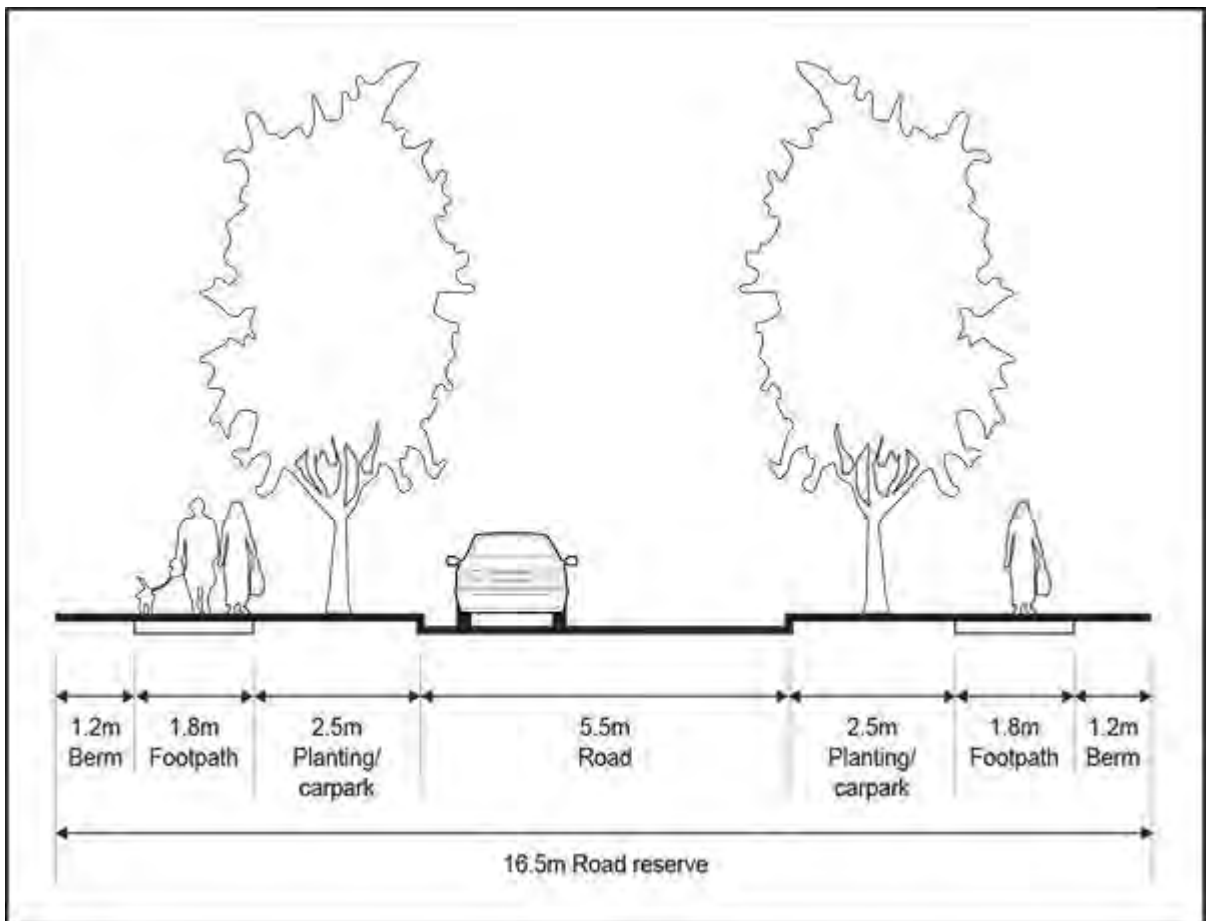 1.2m
Berm
1.8m
Footpath
2.5m
Planting/
carpark
5.5m
Road
2.5m
Planting/
carpark
1.8m
Footpath
1.2m
Berm
16.5m Road reserve